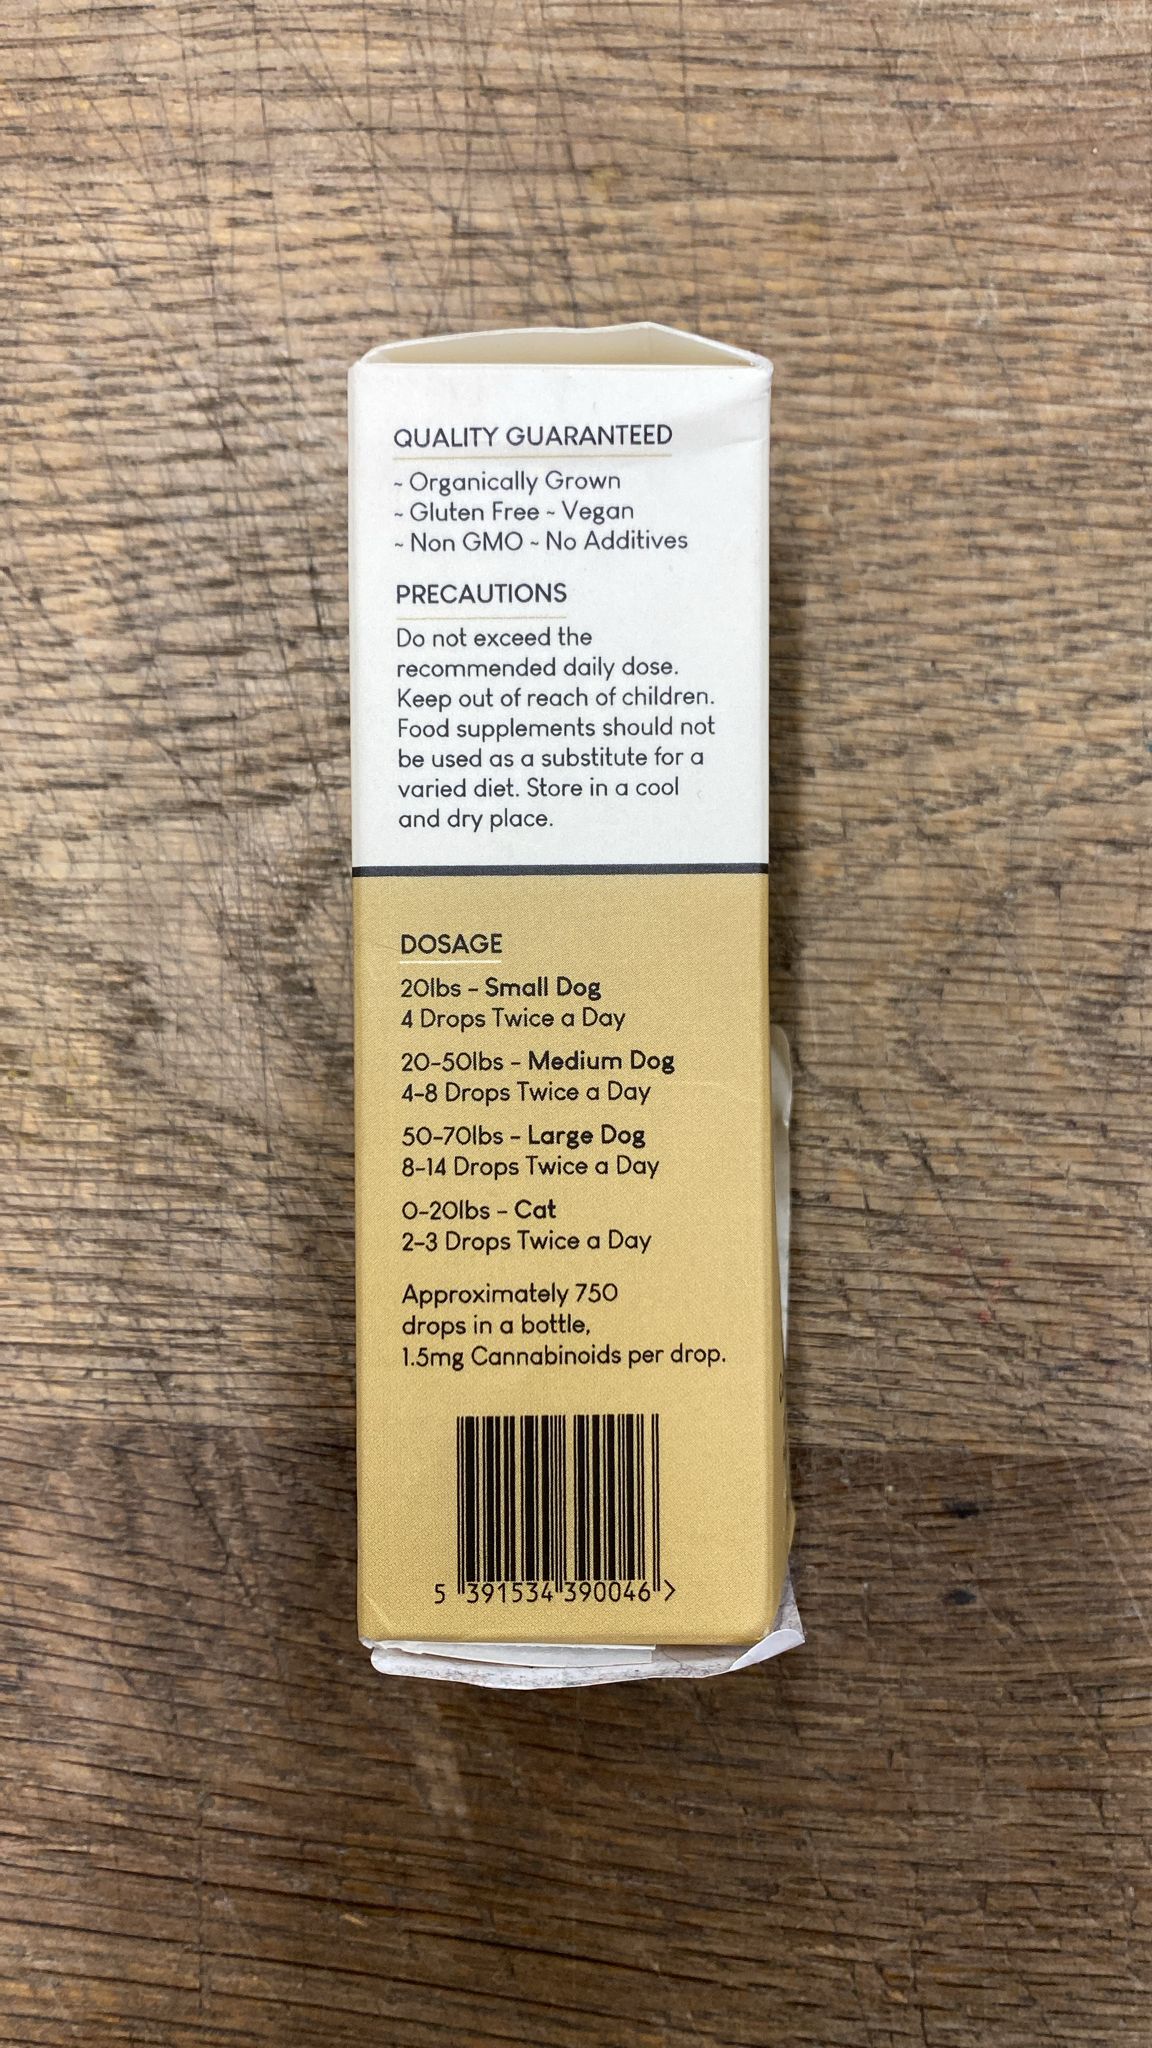 QUALITY GUARANTEED
~ Organically Grown
~ Gluten Free ~ Vegan
~ Non GMO ~ No Additives
PRECAUTIONS
Do not exceed the
recommended daily dose.
Keep out of reach of children.
Food supplements should not
be used as a substitute for a
varied diet. Store in a cool
and dry place.
DOSAGE
20lbs - Small Dog
4 Drops Twice a Day
20-50lbs - Medium Dog
4-8 Drops Twice a Day
50-70lbs - Large Dog
8-14 Drops Twice a Day
0-20lbs - Cat
2-3 Drops Twice a Day
Approximately 750
drops in a bottle,
1.5mg Cannabinoids per drop.
5 391534 390046 >